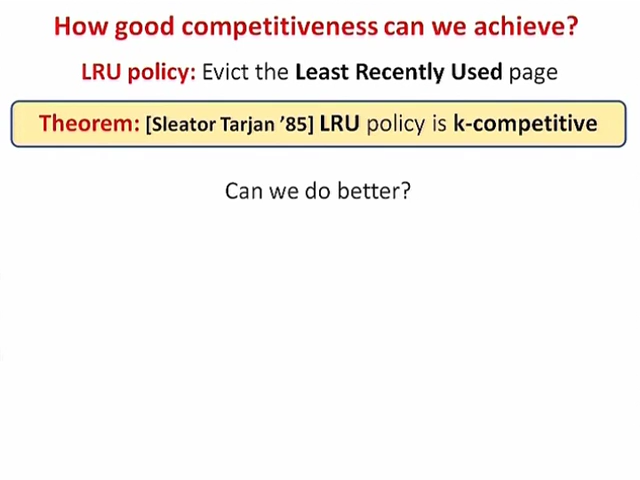 How good competitiveness can we achieve?
LRU policy: Evict the Least Recently Used page
Theorem: [Sleator Tarjan ’85] LRU policy is k-competitive
Can we do better?